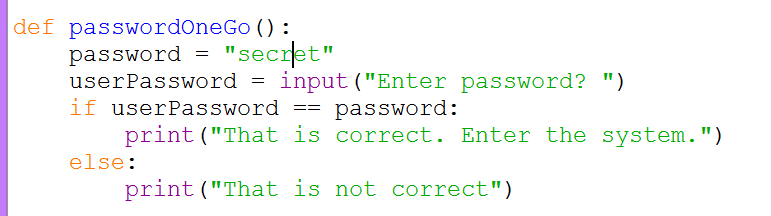 def passwordOneGo():
    password = "secret"
    userPassword = input("Enter password? ")
    if userPassword == password:
        print("That is correct. Enter the system.")
    else:
        print("That is not correct")